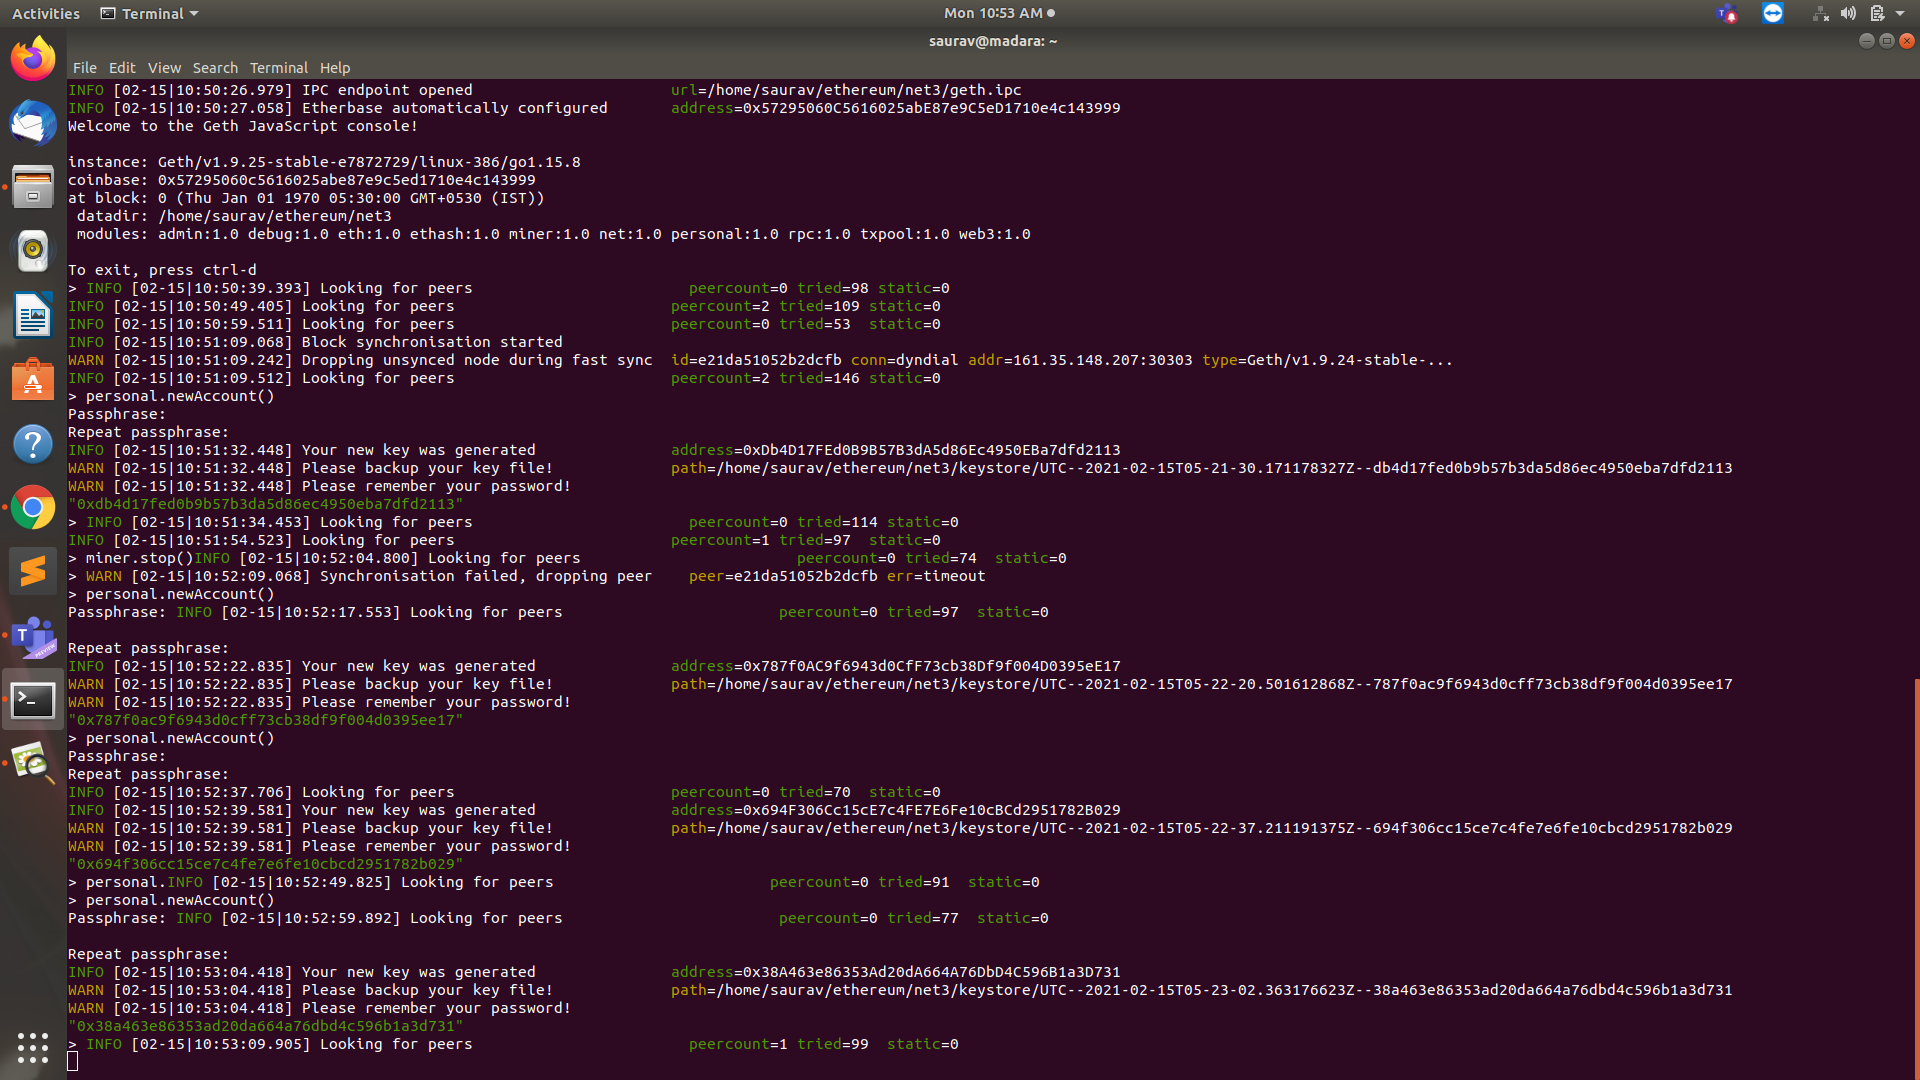 Activities Terminal Mon 10:53 AM
saurav@madara: ~
File Edit View Search Terminal Help
INFO [02-15|10:50:26.979] IPC endpoint opened url=/home/saurav/ethereum/net3/geth.ipc
INFO [02-15|10:50:27.058] Etherbase automatically configured address=0x57295060C5616025abE87e9C5eD1710e4c143999
Welcome to the Geth JavaScript console!
instance: Geth/v1.9.25-stable-e7872729/linux-386/go1.15.8
coinbase: 0x57295060c5616025abe87e9c5ed1710e4c143999
at block: 0 (Thu Jan 01 1970 05:30:00 GMT+0530 (IST))
datadir: /home/saurav/ethereum/net3
modules: admin:1.0 debug:1.0 eth:1.0 ethash:1.0 miner:1.0 net:1.0 personal:1.0 rpc:1.0 txpool:1.0 web3:1.0
To exit, press ctrl-d
> INFO [02-15|10:50:39.393] Looking for peers peercount=0 tried=98 static=0
INFO [02-15|10:50:49.405] Looking for peers peercount=2 tried=109 static=0
INFO [02-15|10:50:59.511] Looking for peers peercount=0 tried=53 static=0
INFO [02-15|10:51:09.068] Block synchronisation started
WARN [02-15|10:51:09.242] Dropping unsynced node during fast sync id=e21da51052b2dcfb conn=dyndial addr=161.35.148.207:30303 type=Geth/v1.9.24-stable-...
INFO [02-15|10:51:09.512] Looking for peers peercount=2 tried=146 static=0
> personal.newAccount()
Passphrase:
Repeat passphrase:
INFO [02-15|10:51:32.448] Your new key was generated address=0xDb4D17FEd0B9B57B3dA5d86Ec4950EBa7dfd2113
WARN [02-15|10:51:32.448] Please backup your key file! path=/home/saurav/ethereum/net3/keystore/UTC--2021-02-15T05-21-30.171178327Z--db4d17fed0b9b57b3da5d86ec4950eba7dfd2113
WARN [02-15|10:51:32.448] Please remember your password!
"0xdb4d17fed0b9b57b3da5d86ec4950eba7dfd2113"
> INFO [02-15|10:51:34.453] Looking for peers peercount=0 tried=114 static=0
INFO [02-15|10:51:54.523] Looking for peers peercount=1 tried=97 static=0
> miner.stop()INFO [02-15|10:52:04.800] Looking for peers peercount=0 tried=74 static=0
> WARN [02-15|10:52:09.068] Synchronisation failed, dropping peer peer=e21da51052b2dcfb err=timeout
> personal.newAccount()
Passphrase: INFO [02-15|10:52:17.553] Looking for peers peercount=0 tried=97 static=0
Repeat passphrase:
INFO [02-15|10:52:22.835] Your new key was generated address=0x787f0AC9f6943d0CfF73cb38Df9f004D0395eE17
WARN [02-15|10:52:22.835] Please backup your key file! path=/home/saurav/ethereum/net3/keystore/UTC--2021-02-15T05-22-20.501612868Z--787f0ac9f6943d0cff73cb38df9f004d0395ee17
WARN [02-15|10:52:22.835] Please remember your password!
"0x787f0ac9f6943d0cff73cb38df9f004d0395ee17"
> personal.newAccount()
Passphrase:
Repeat passphrase:
INFO [02-15|10:52:37.706] Looking for peers peercount=0 tried=70 static=0
INFO [02-15|10:52:39.581] Your new key was generated address=0x694F306Cc15cE7c4FE7E6Fe10cBCd2951782B029
WARN [02-15|10:52:39.581] Please backup your key file! path=/home/saurav/ethereum/net3/keystore/UTC--2021-02-15T05-22-37.211191375Z--694f306cc15ce7c4fe7e6fe10cbcd2951782b029
WARN [02-15|10:52:39.581] Please remember your password!
"0x694f306cc15ce7c4fe7e6fe10cbcd2951782b029"
> personal.INFO [02-15|10:52:49.825] Looking for peers peercount=0 tried=91 static=0
> personal.newAccount()
Passphrase: INFO [02-15|10:52:59.892] Looking for peers peercount=0 tried=77 static=0
Repeat passphrase:
INFO [02-15|10:53:04.418] Your new key was generated address=0x38A463e86353Ad20dA664A76DbD4C596B1a3D731
WARN [02-15|10:53:04.418] Please backup your key file! path=/home/saurav/ethereum/net3/keystore/UTC--2021-02-15T05-23-02.363176623Z--38a463e86353ad20da664a76dbd4c596b1a3d731
WARN [02-15|10:53:04.418] Please remember your password!
"0x38a463e86353ad20da664a76dbd4c596b1a3d731"
> INFO [02-15|10:53:09.905] Looking for peers peercount=1 tried=99 static=0